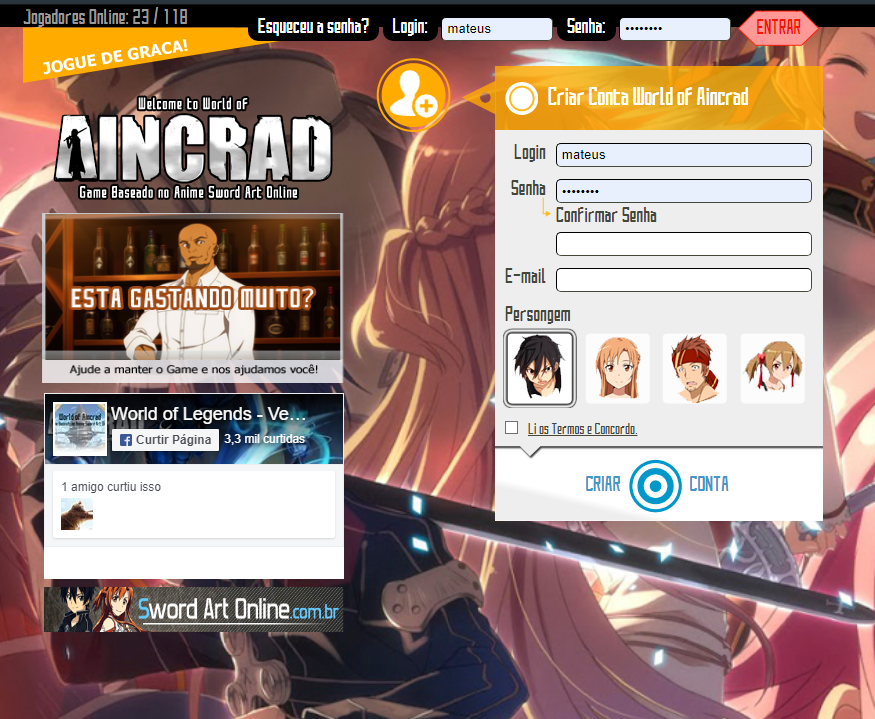 Jogadores Online: 23 / 118
Esqueceu a senha?
Login:
mateus
Senha:
••••••••
ENTRAR
JOGUE DE GRACA!
Welcome to World of
AINCRAD
Game Baseado no Anime Sword Art Online
ESTA GASTANDO MUITO?
Ajude a manter o Game e nos ajudamos você!
World of Legends - Ve...
Curtir Página
3,3 mil curtidas
World of Aincrad
1 amigo curtiu isso
Sword Art Online.com.br
Criar Conta World of Aincrad
Login
mateus
Senha
••••••••
Confirmar Senha
E-mail
Persongem
Li os Termos e Concordo.
CRIAR CONTA